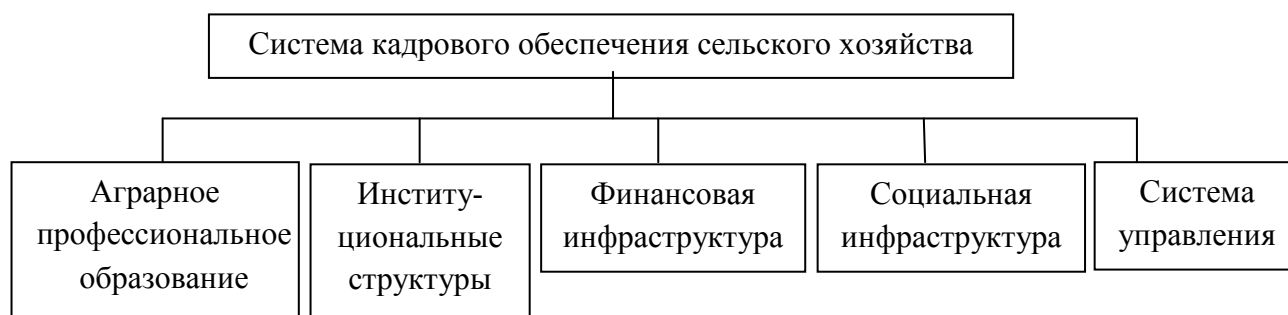 Система кадрового обеспечения сельского хозяйства
Аграрное
профессиональное
образование
Институ-
циональные
структуры
Финансовая
инфраструктура
Социальная
инфраструктура
Система
управления